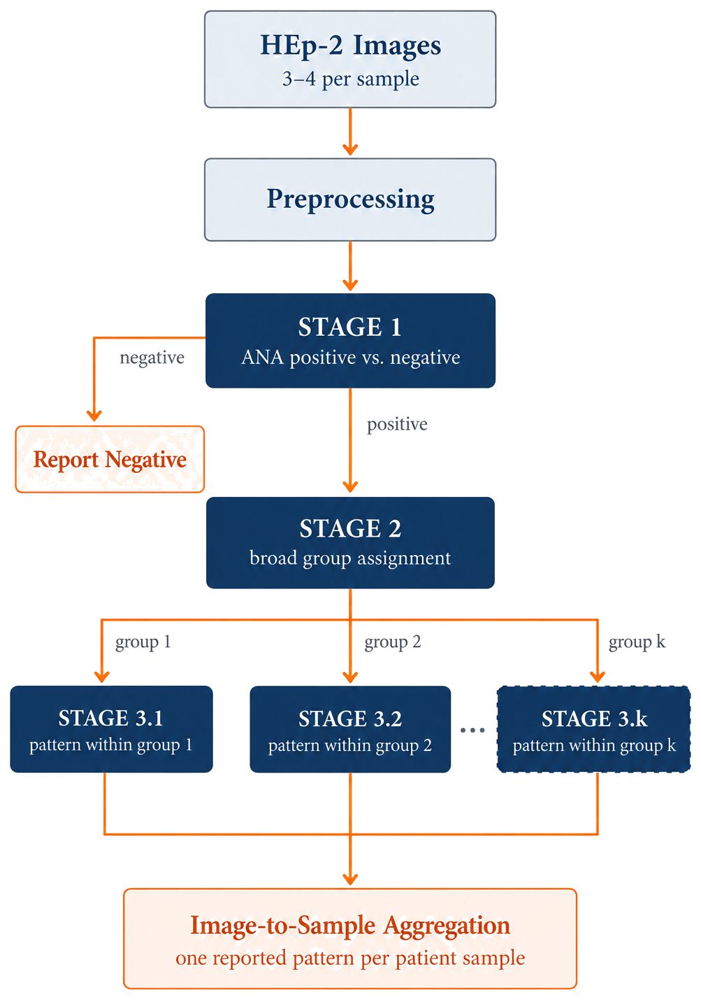 HEp-2 Images
3–4 per sample
Preprocessing
STAGE 1
ANA positive vs. negative
negative
positive
Report Negative
STAGE 2
broad group assignment
group 1
group 2
group k
STAGE 3.1
pattern within group 1
STAGE 3.2
pattern within group 2
...
STAGE 3.k
pattern within group k
Image-to-Sample Aggregation
one reported pattern per patient sample